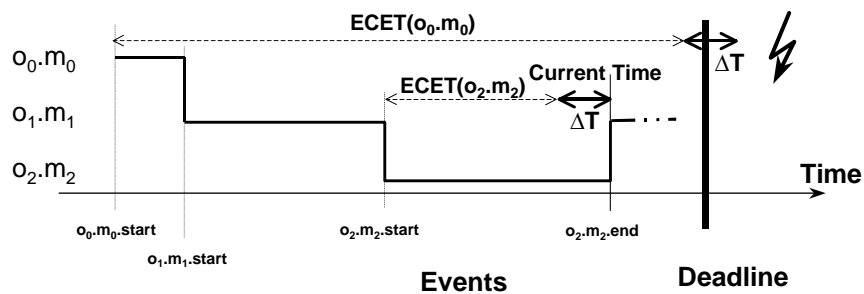 ECET(o₀.m₀)
o₀.m₀
ΔT
ECET(o₂.m₂)
Current Time
o₁.m₁
ΔT
o₂.m₂
Time
o₀.m₀.start
o₂.m₂.start
o₂.m₂.end
o₁.m₁.start
Events
Deadline